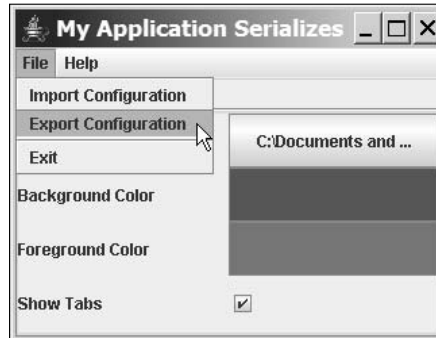 My Application Serializes
File Help
Import Configuration
Export Configuration
Exit
C:\Documents and ...
Background Color
Foreground Color
Show Tabs